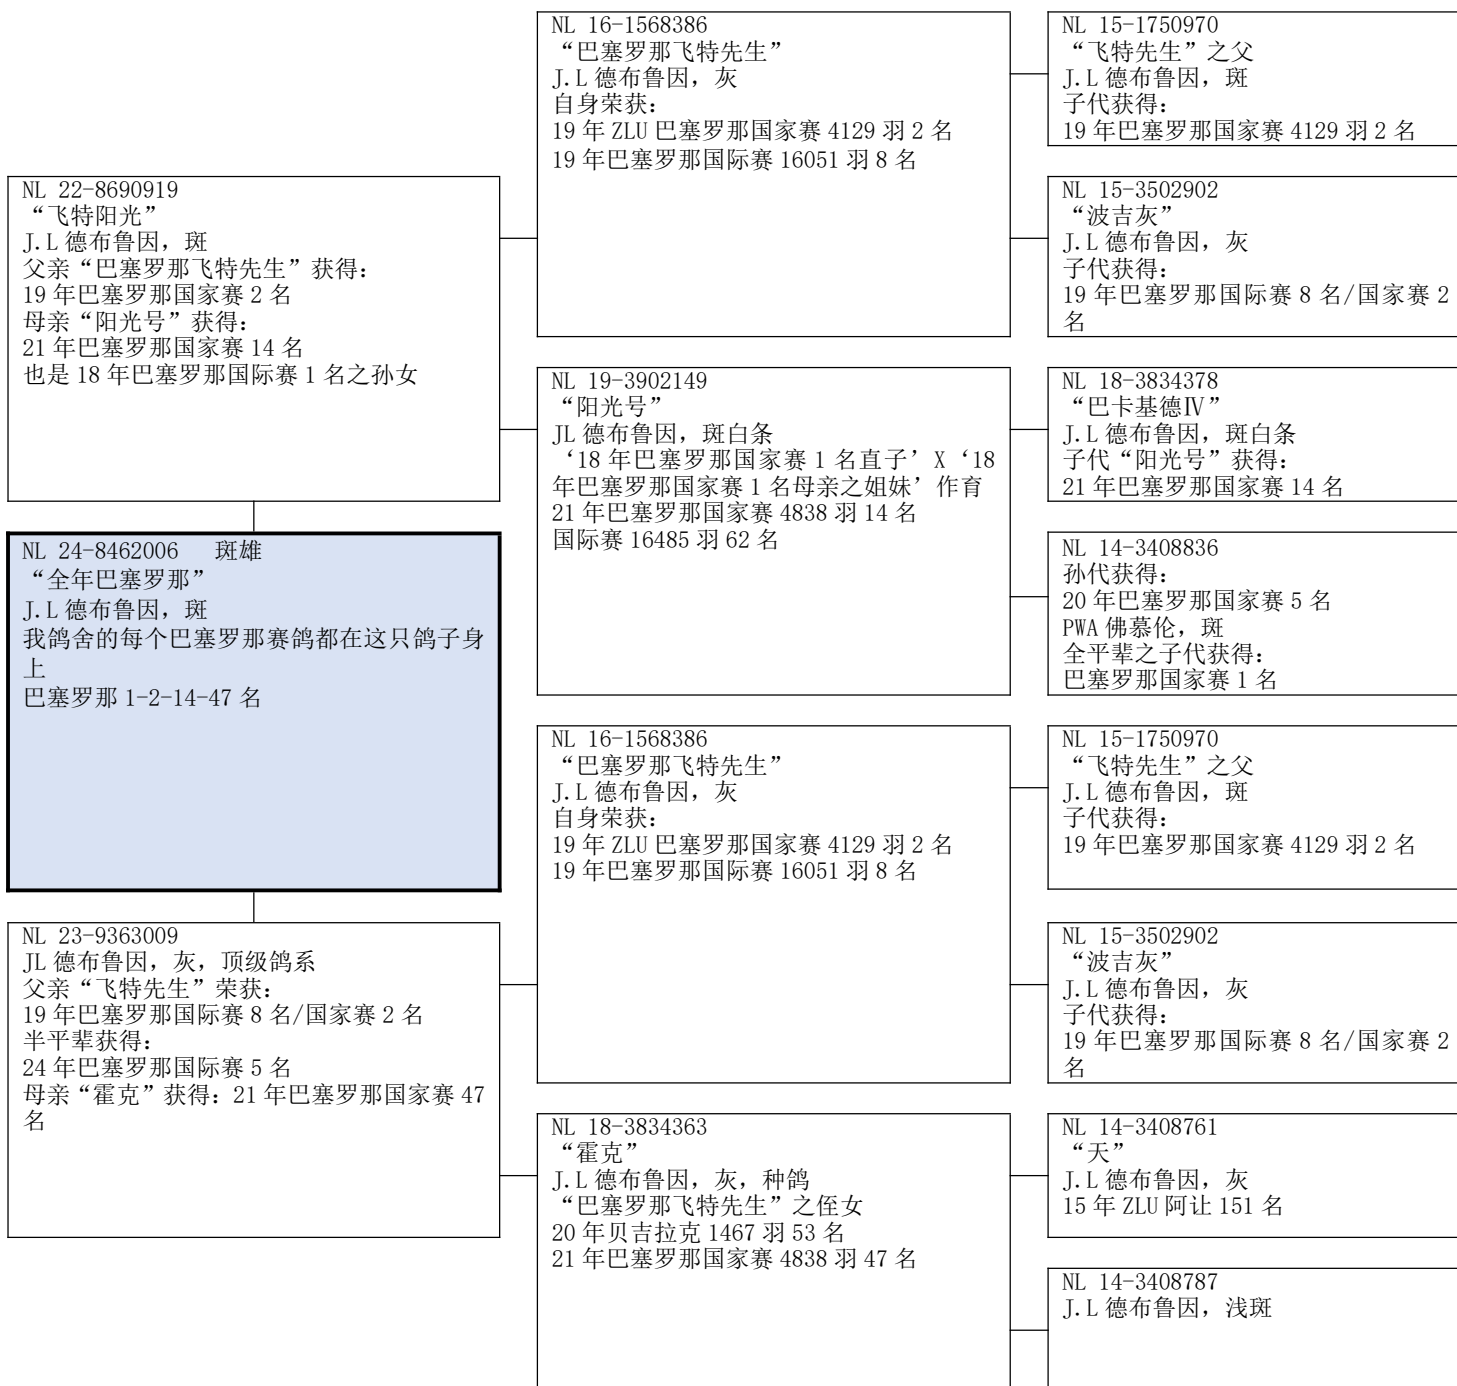 NL 16-1568386
“巴塞罗那飞特先生”
J.L 德布鲁因，灰
自身荣获：
19 年 ZLU 巴塞罗那国家赛 4129 羽 2 名
19 年巴塞罗那国际赛 16051 羽 8 名
NL 15-1750970
“飞特先生”之父
J.L 德布鲁因，斑
子代获得：
19 年巴塞罗那国家赛 4129 羽 2 名
NL 22-8690919
“飞特阳光”
J.L 德布鲁因，斑
父亲“巴塞罗那飞特先生”获得：
19 年巴塞罗那国家赛 2 名
母亲“阳光号”获得：
21 年巴塞罗那国家赛 14 名
也是 18 年巴塞罗那国际赛 1 名之孙女
NL 15-3502902
“波吉灰”
J.L 德布鲁因，灰
子代获得：
19 年巴塞罗那国际赛 8 名/国家赛 2
名
NL 19-3902149
“阳光号”
JL 德布鲁因，斑白条
‘18 年巴塞罗那国家赛 1 名直子’X‘18
年巴塞罗那国家赛 1 名母亲之姐妹’作育
21 年巴塞罗那国家赛 4838 羽 14 名
国际赛 16485 羽 62 名
NL 18-3834378
“巴卡基德Ⅳ”
J.L 德布鲁因，斑白条
子代“阳光号”获得：
21 年巴塞罗那国家赛 14 名
NL 24-8462006 斑雄
“全年巴塞罗那”
J.L 德布鲁因，斑
我鸽舍的每个巴塞罗那赛鸽都在这只鸽子身
上
巴塞罗那 1-2-14-47 名
NL 14-3408836
孙代获得：
20 年巴塞罗那国家赛 5 名
PWA 佛慕伦，斑
全平辈之子代获得：
巴塞罗那国家赛 1 名
NL 16-1568386
“巴塞罗那飞特先生”
J.L 德布鲁因，灰
自身荣获：
19 年 ZLU 巴塞罗那国家赛 4129 羽 2 名
19 年巴塞罗那国际赛 16051 羽 8 名
NL 15-1750970
“飞特先生”之父
J.L 德布鲁因，斑
子代获得：
19 年巴塞罗那国家赛 4129 羽 2 名
NL 23-9363009
JL 德布鲁因，灰，顶级鸽系
父亲“飞特先生”荣获：
19 年巴塞罗那国际赛 8 名/国家赛 2 名
半平辈获得：
24 年巴塞罗那国际赛 5 名
母亲“霍克”获得：21 年巴塞罗那国家赛 47
名
NL 15-3502902
“波吉灰”
J.L 德布鲁因，灰
子代获得：
19 年巴塞罗那国际赛 8 名/国家赛 2
名
NL 18-3834363
“霍克”
J.L 德布鲁因，灰，种鸽
“巴塞罗那飞特先生”之侄女
20 年贝吉拉克 1467 羽 53 名
21 年巴塞罗那国家赛 4838 羽 47 名
NL 14-3408761
“天”
J.L 德布鲁因，灰
15 年 ZLU 阿让 151 名
NL 14-3408787
J.L 德布鲁因，浅斑